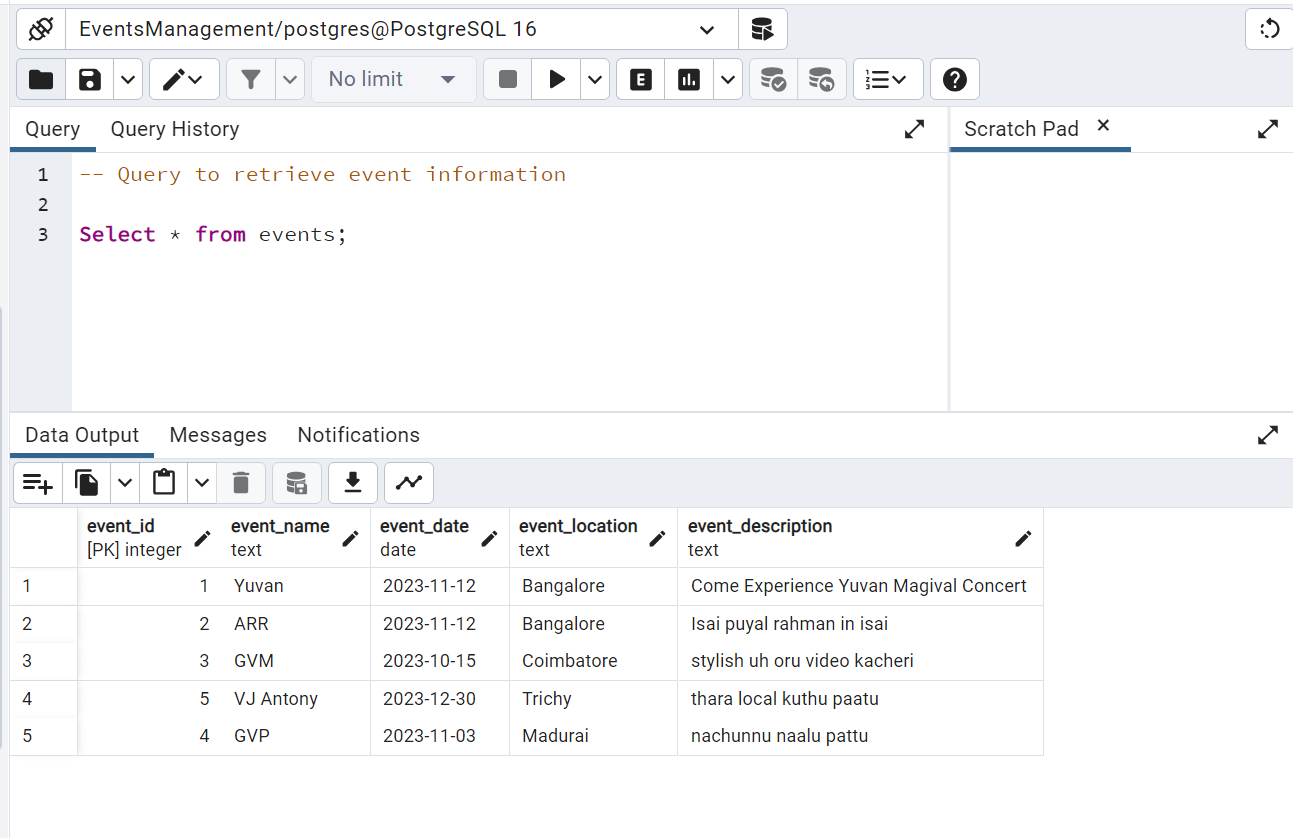 EventsManagement/postgres@PostgreSQL 16
No limit
E
Query Query History Scratch Pad
1 -- Query to retrieve event information
2
3 Select * from events;
Data Output Messages Notifications
event_id event_name event_date event_location event_description
[PK] integer text date text text
1 1 Yuvan 2023-11-12 Bangalore Come Experience Yuvan Magival Concert
2 2 ARR 2023-11-12 Bangalore Isai puyal rahman in isai
3 3 GVM 2023-10-15 Coimbatore stylish uh oru video kacheri
4 5 VJ Antony 2023-12-30 Trichy thara local kuthu paatu
5 4 GVP 2023-11-03 Madurai nachunnu naalu pattu